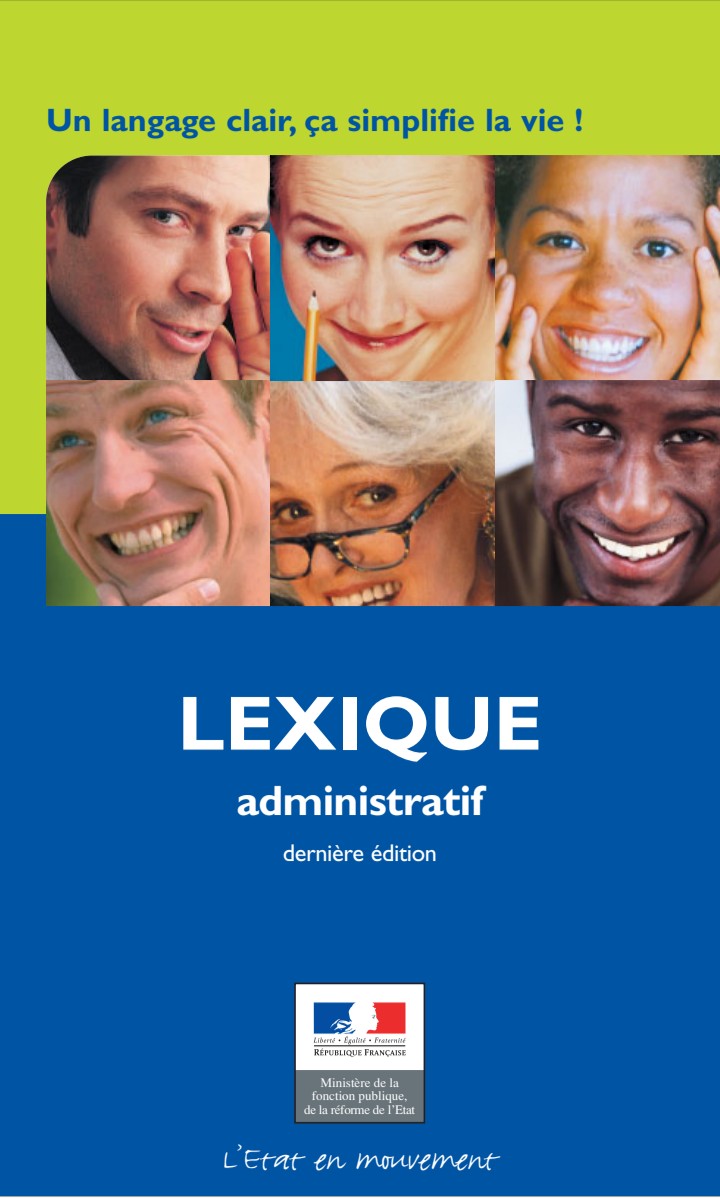 Un langage clair, ça simplifie la vie !
LEXIQUE
administratif
dernière édition
Liberté • Égalité • Fraternité
RÉPUBLIQUE FRANÇAISE
Ministère de la
fonction publique,
de la réforme de l'Etat
L'Etat en mouvement